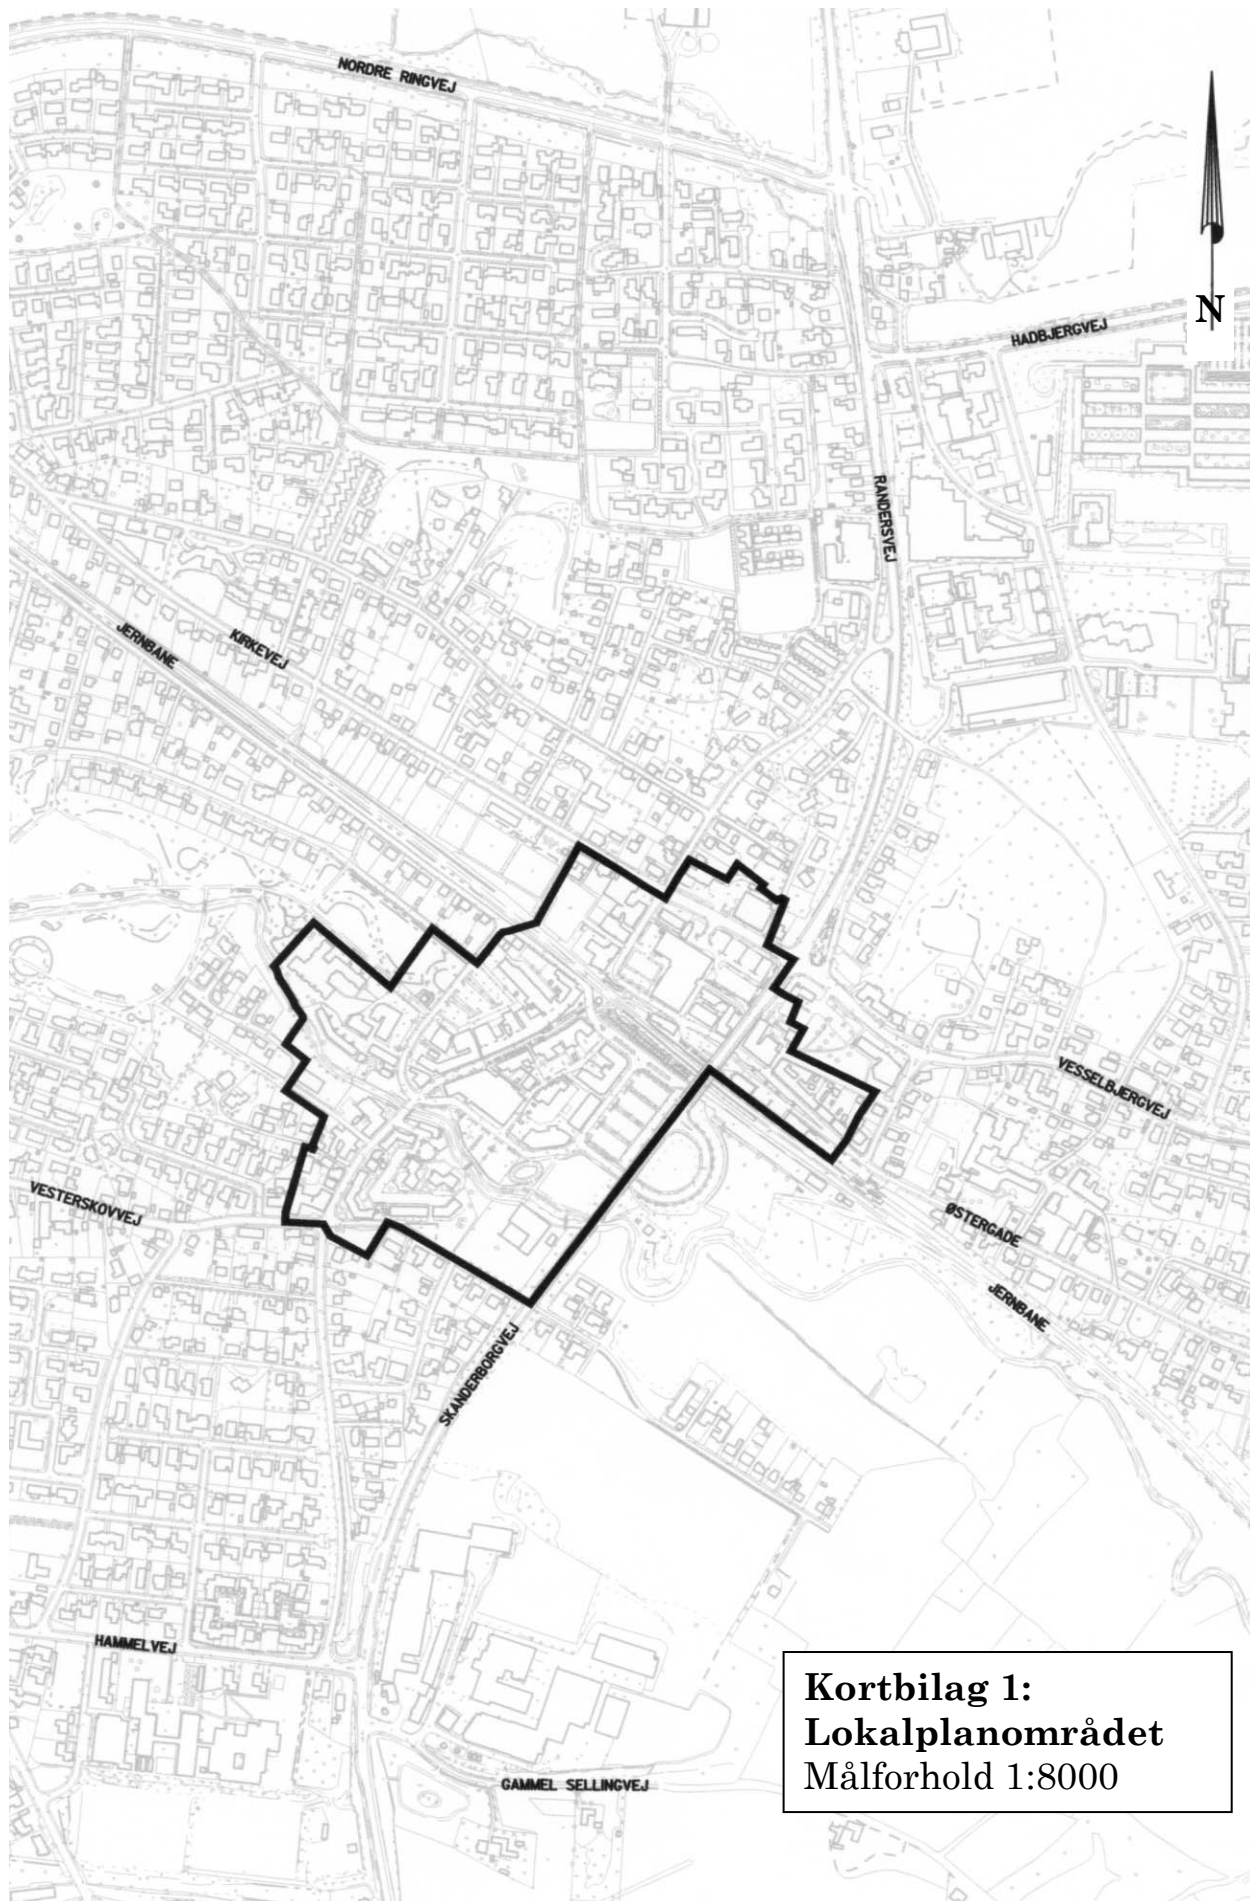 NORDRE RINGVEJ
N
HADBJERGVEJ
RANDERSVEJ
KIRKEVEJ
JERNBANE
VESSELBJERGVEJ
VESTERSKOVVEJ
ØSTERGADE
JERNBANE
SKANDERBORGVEJ
HAMMELVEJ
Kortbilag 1:
Lokalplanområdet
Målforhold 1:8000
GAMMEL SELLINGVEJ